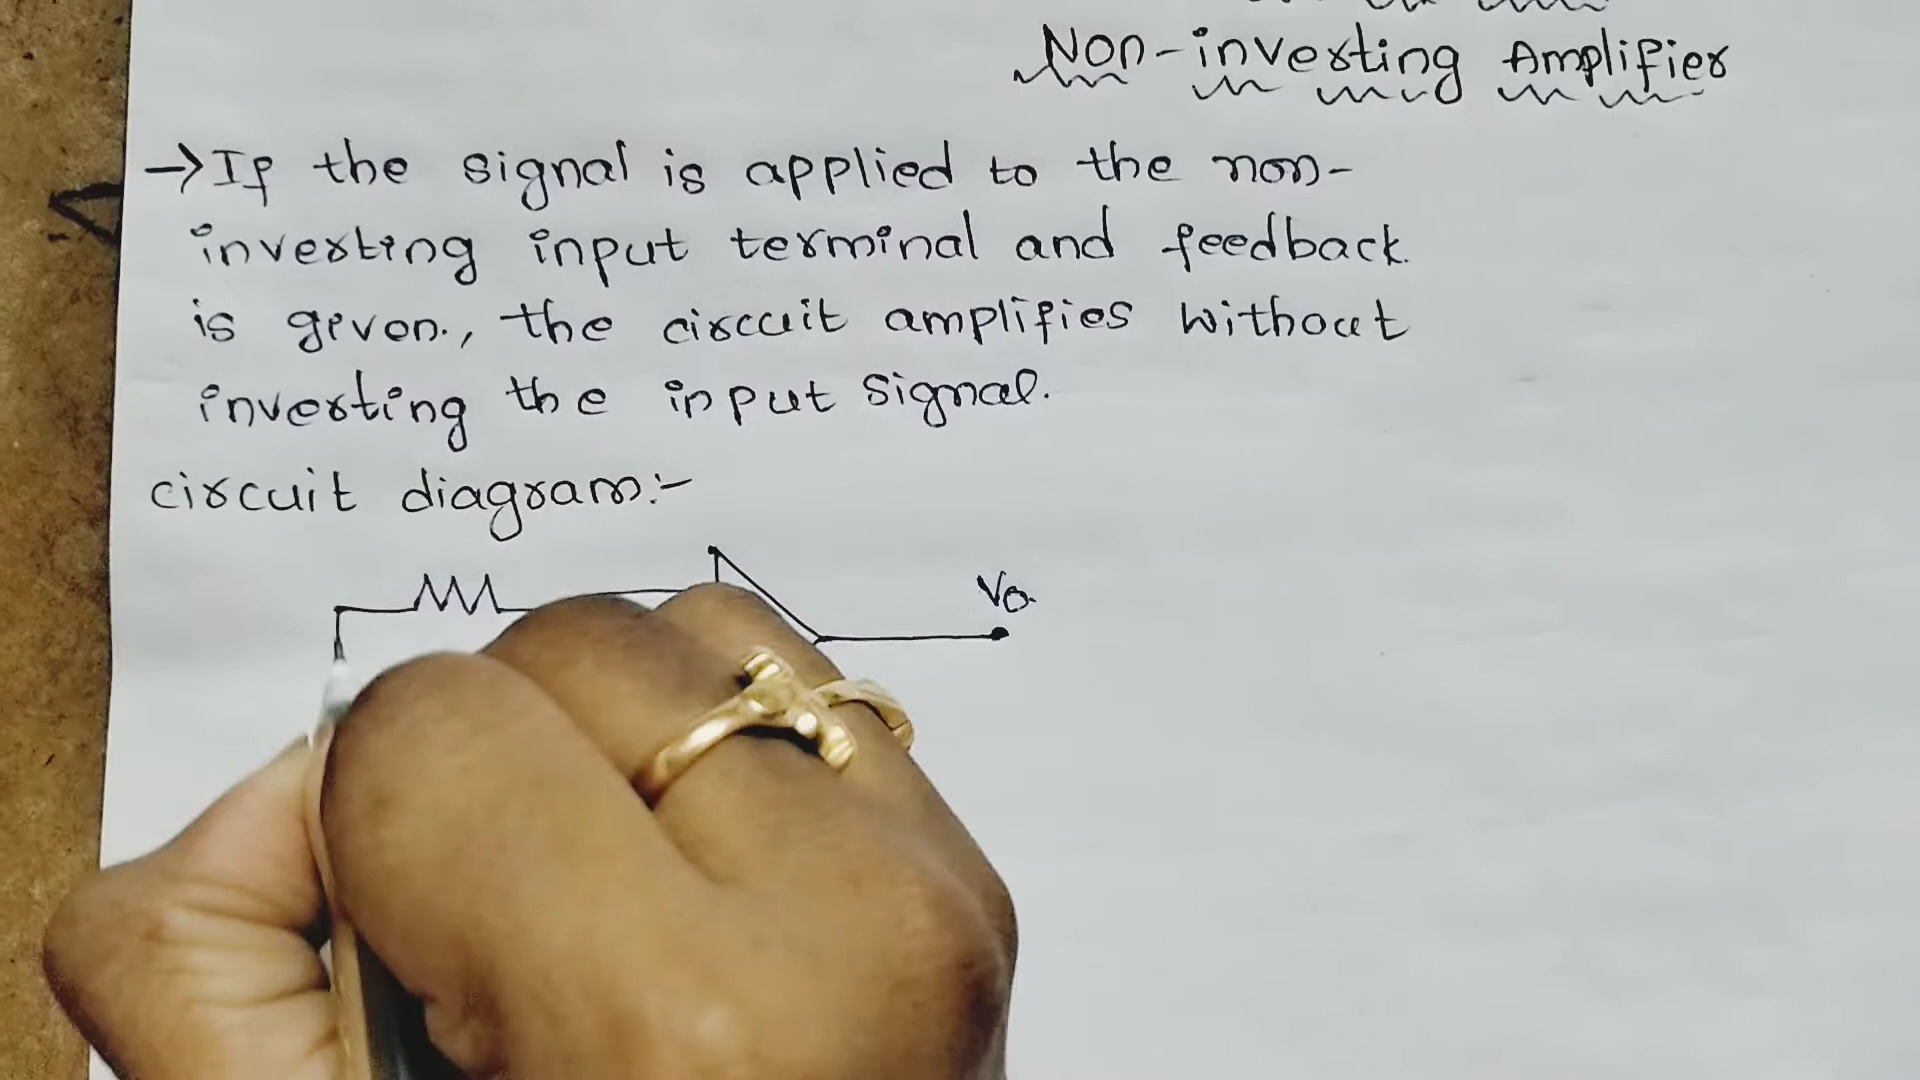 Non-inverting Amplifier
→If the signal is applied to the non-
inverting input terminal and feedback
is given., the circuit amplifies without
inverting the input signal.
circuit diagram:-
Vo